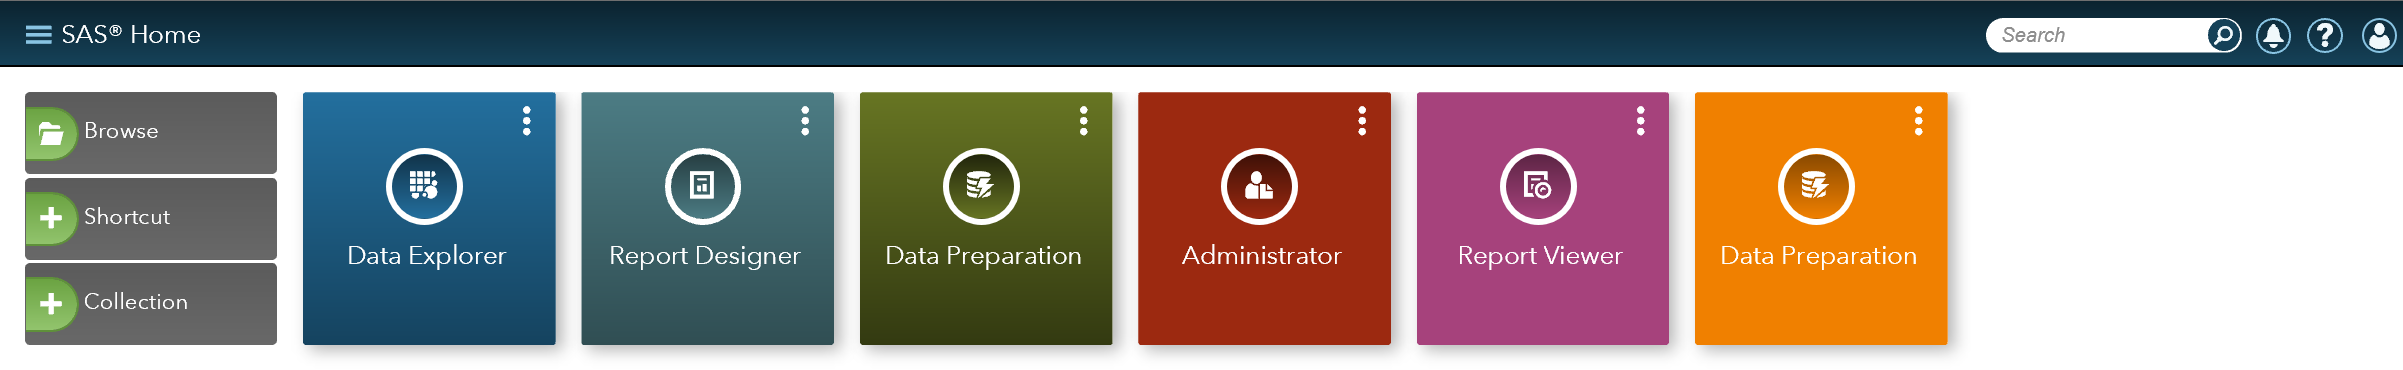 SAS® Home
Search
Browse
Shortcut
Collection
Data Explorer
Report Designer
Data Preparation
Administrator
Report Viewer
Data Preparation